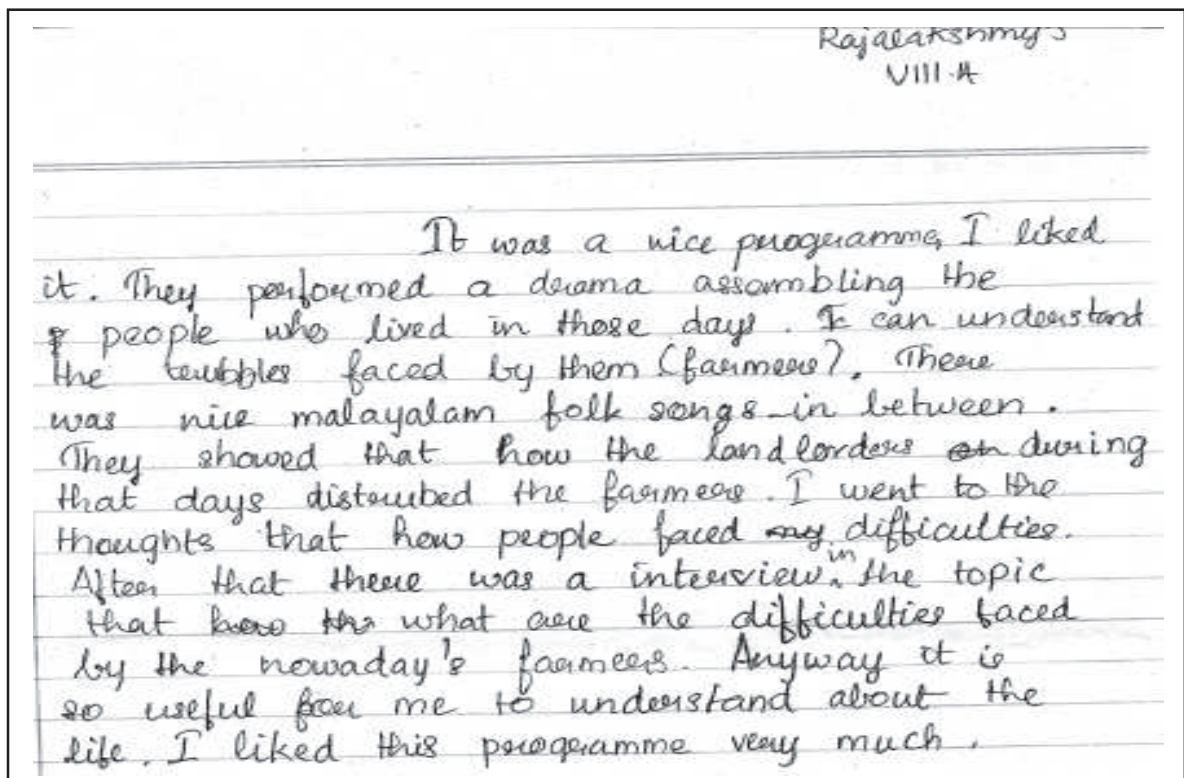 Rajalakshmy S
VIII-A
It was a nice programme, I liked
it. They performed a drama assambling the
people who lived in those days. I can understand
the trubbles faced by them (farmers). There
was nice malayalam folk songs in between.
They showed that how the landlorders during
that days disturbed the farmers. I went to the
thoughts that how people faced difficulties.
After that there was a interview in the topic
that what are the difficulties faced
by the nowaday's farmers. Anyway it is
so useful for me to understand about the
life. I liked this programme very much.